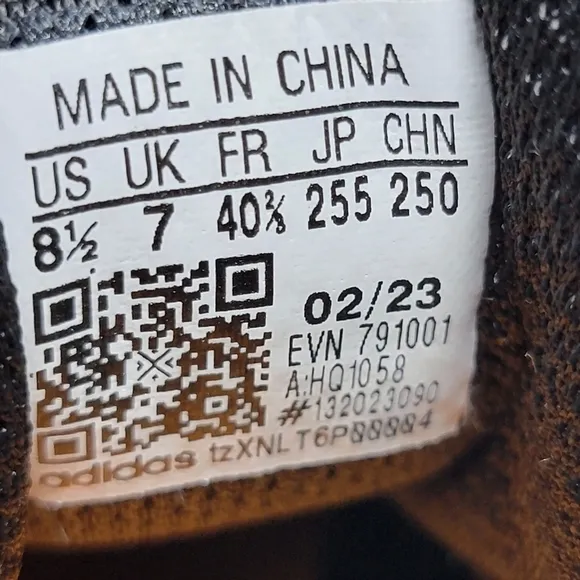 MADE IN CHINA
US UK FR JP CHN
8½ 7 40⅔ 255 250
02/23
EVN 791001
A:HQ1058
#132023090
adidas tzXNLT6P00004